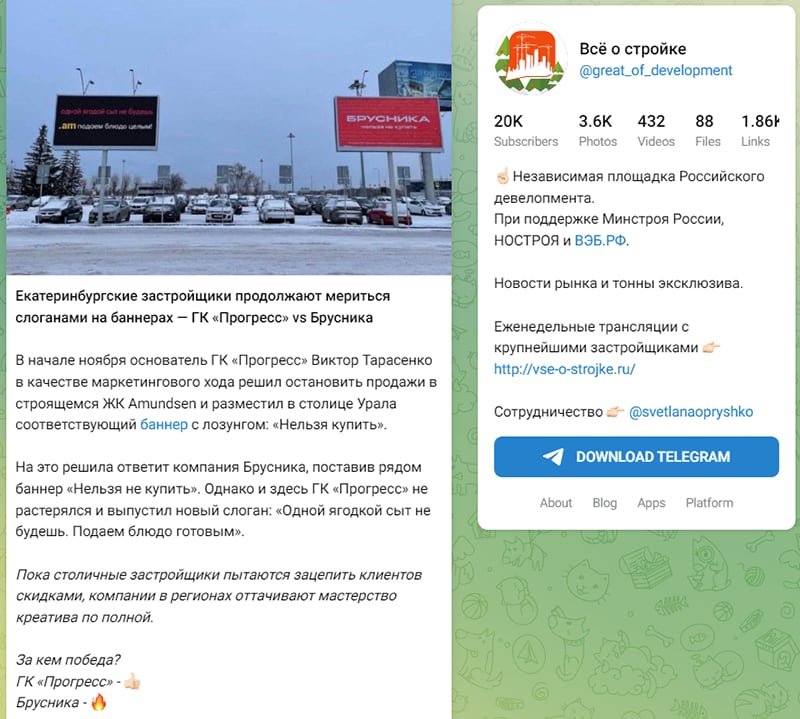 одной ягодой сыт не будешь
.am подаем блюдо целым!
БРУСНИКА
нельзя не купить
Екатеринбургские застройщики продолжают мериться
слоганами на баннерах — ГК «Прогресс» vs Брусника
В начале ноября основатель ГК «Прогресс» Виктор Тарасенко
в качестве маркетингового хода решил остановить продажи в
строящемся ЖК Amundsen и разместил в столице Урала
соответствующий баннер с лозунгом: «Нельзя купить».
На это решила ответит компания Брусника, поставив рядом
баннер «Нельзя не купить». Однако и здесь ГК «Прогресс» не
растерялся и выпустил новый слоган: «Одной ягодкой сыт не
будешь. Подаем блюдо готовым».
Пока столичные застройщики пытаются зацепить клиентов
скидками, компании в регионах оттачивают мастерство
креатива по полной.
За кем победа?
ГК «Прогресс» - 👍🏻
Брусника - 🔥
Всё о стройке
@great_of_development
20K 3.6K 432 88 1.86K
Subscribers Photos Videos Files Links
☝🏻Независимая площадка Российского
девелопмента.
При поддержке Минстроя России,
НОСТРОЯ и ВЭБ.РФ.
Новости рынка и тонны эксклюзива.
Еженедельные трансляции с
крупнейшими застройщиками 👉🏻
http://vse-o-strojke.ru/
Сотрудничество 👉🏻 @svetlanaopryshko
DOWNLOAD TELEGRAM
About Blog Apps Platform